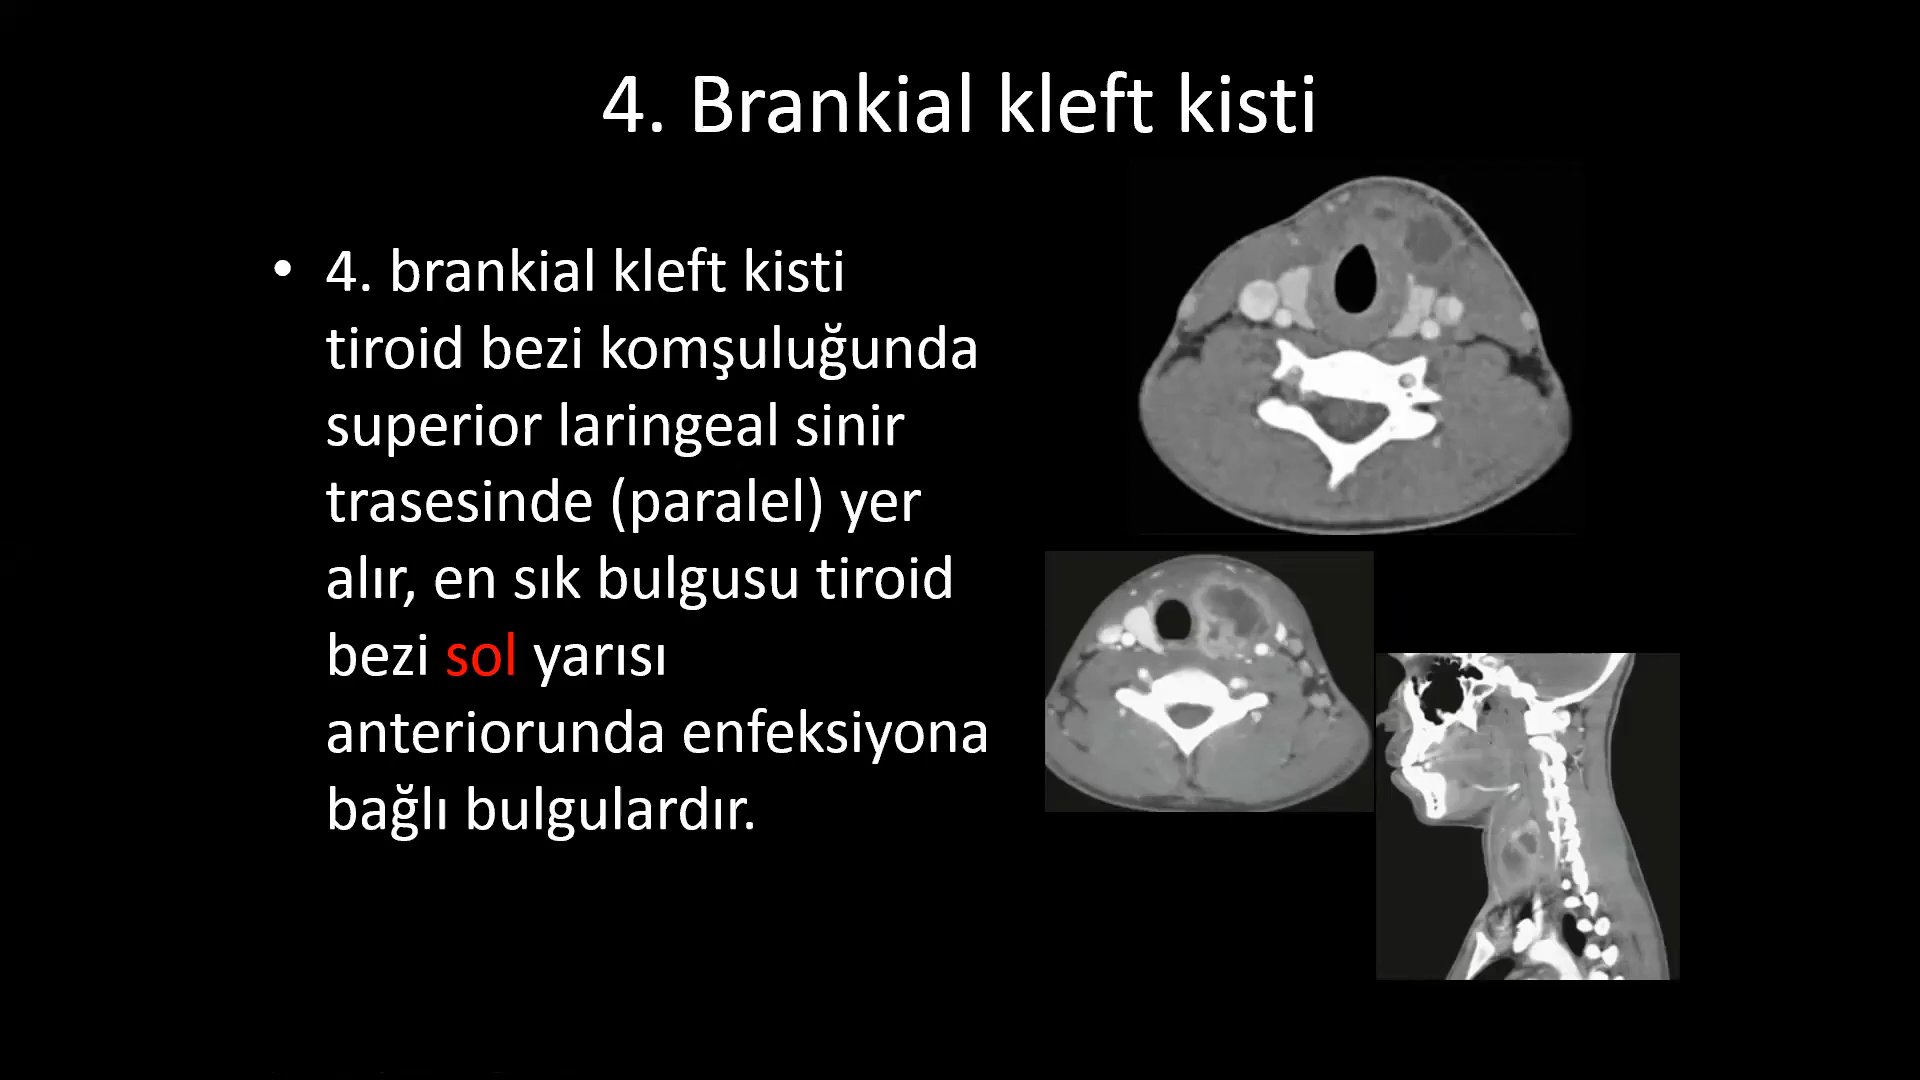 4. Brankial kleft kisti
• 4. brankial kleft kisti
tiroid bezi komşuluğunda
superior laringeal sinir
trasesinde (paralel) yer
alır, en sık bulgusu tiroid
bezi sol yarısı
anteriorunda enfeksiyona
bağlı bulgulardır.